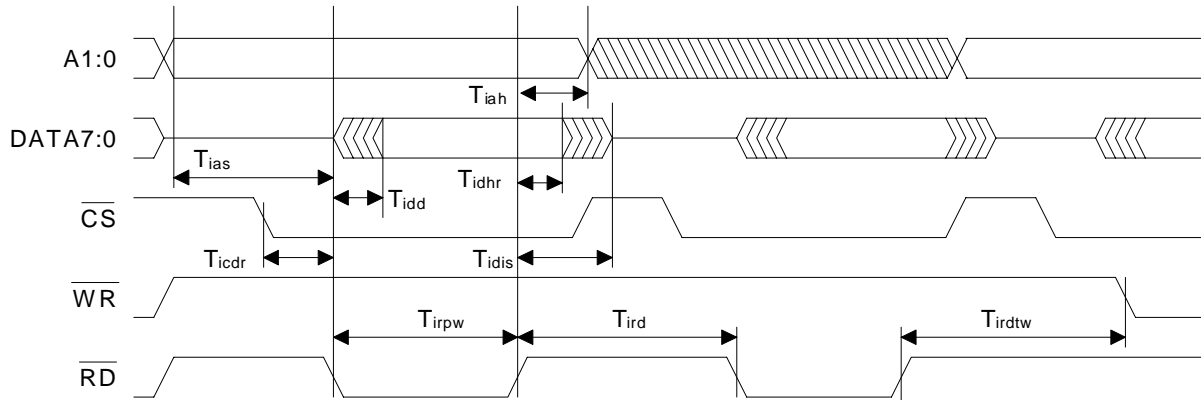 A1:0
Tiah
DATA7:0
Tias
Tidd
Tidhr
CS
Ticdr
Tidis
WR
Tirpw
Tird
Tirdtw
RD